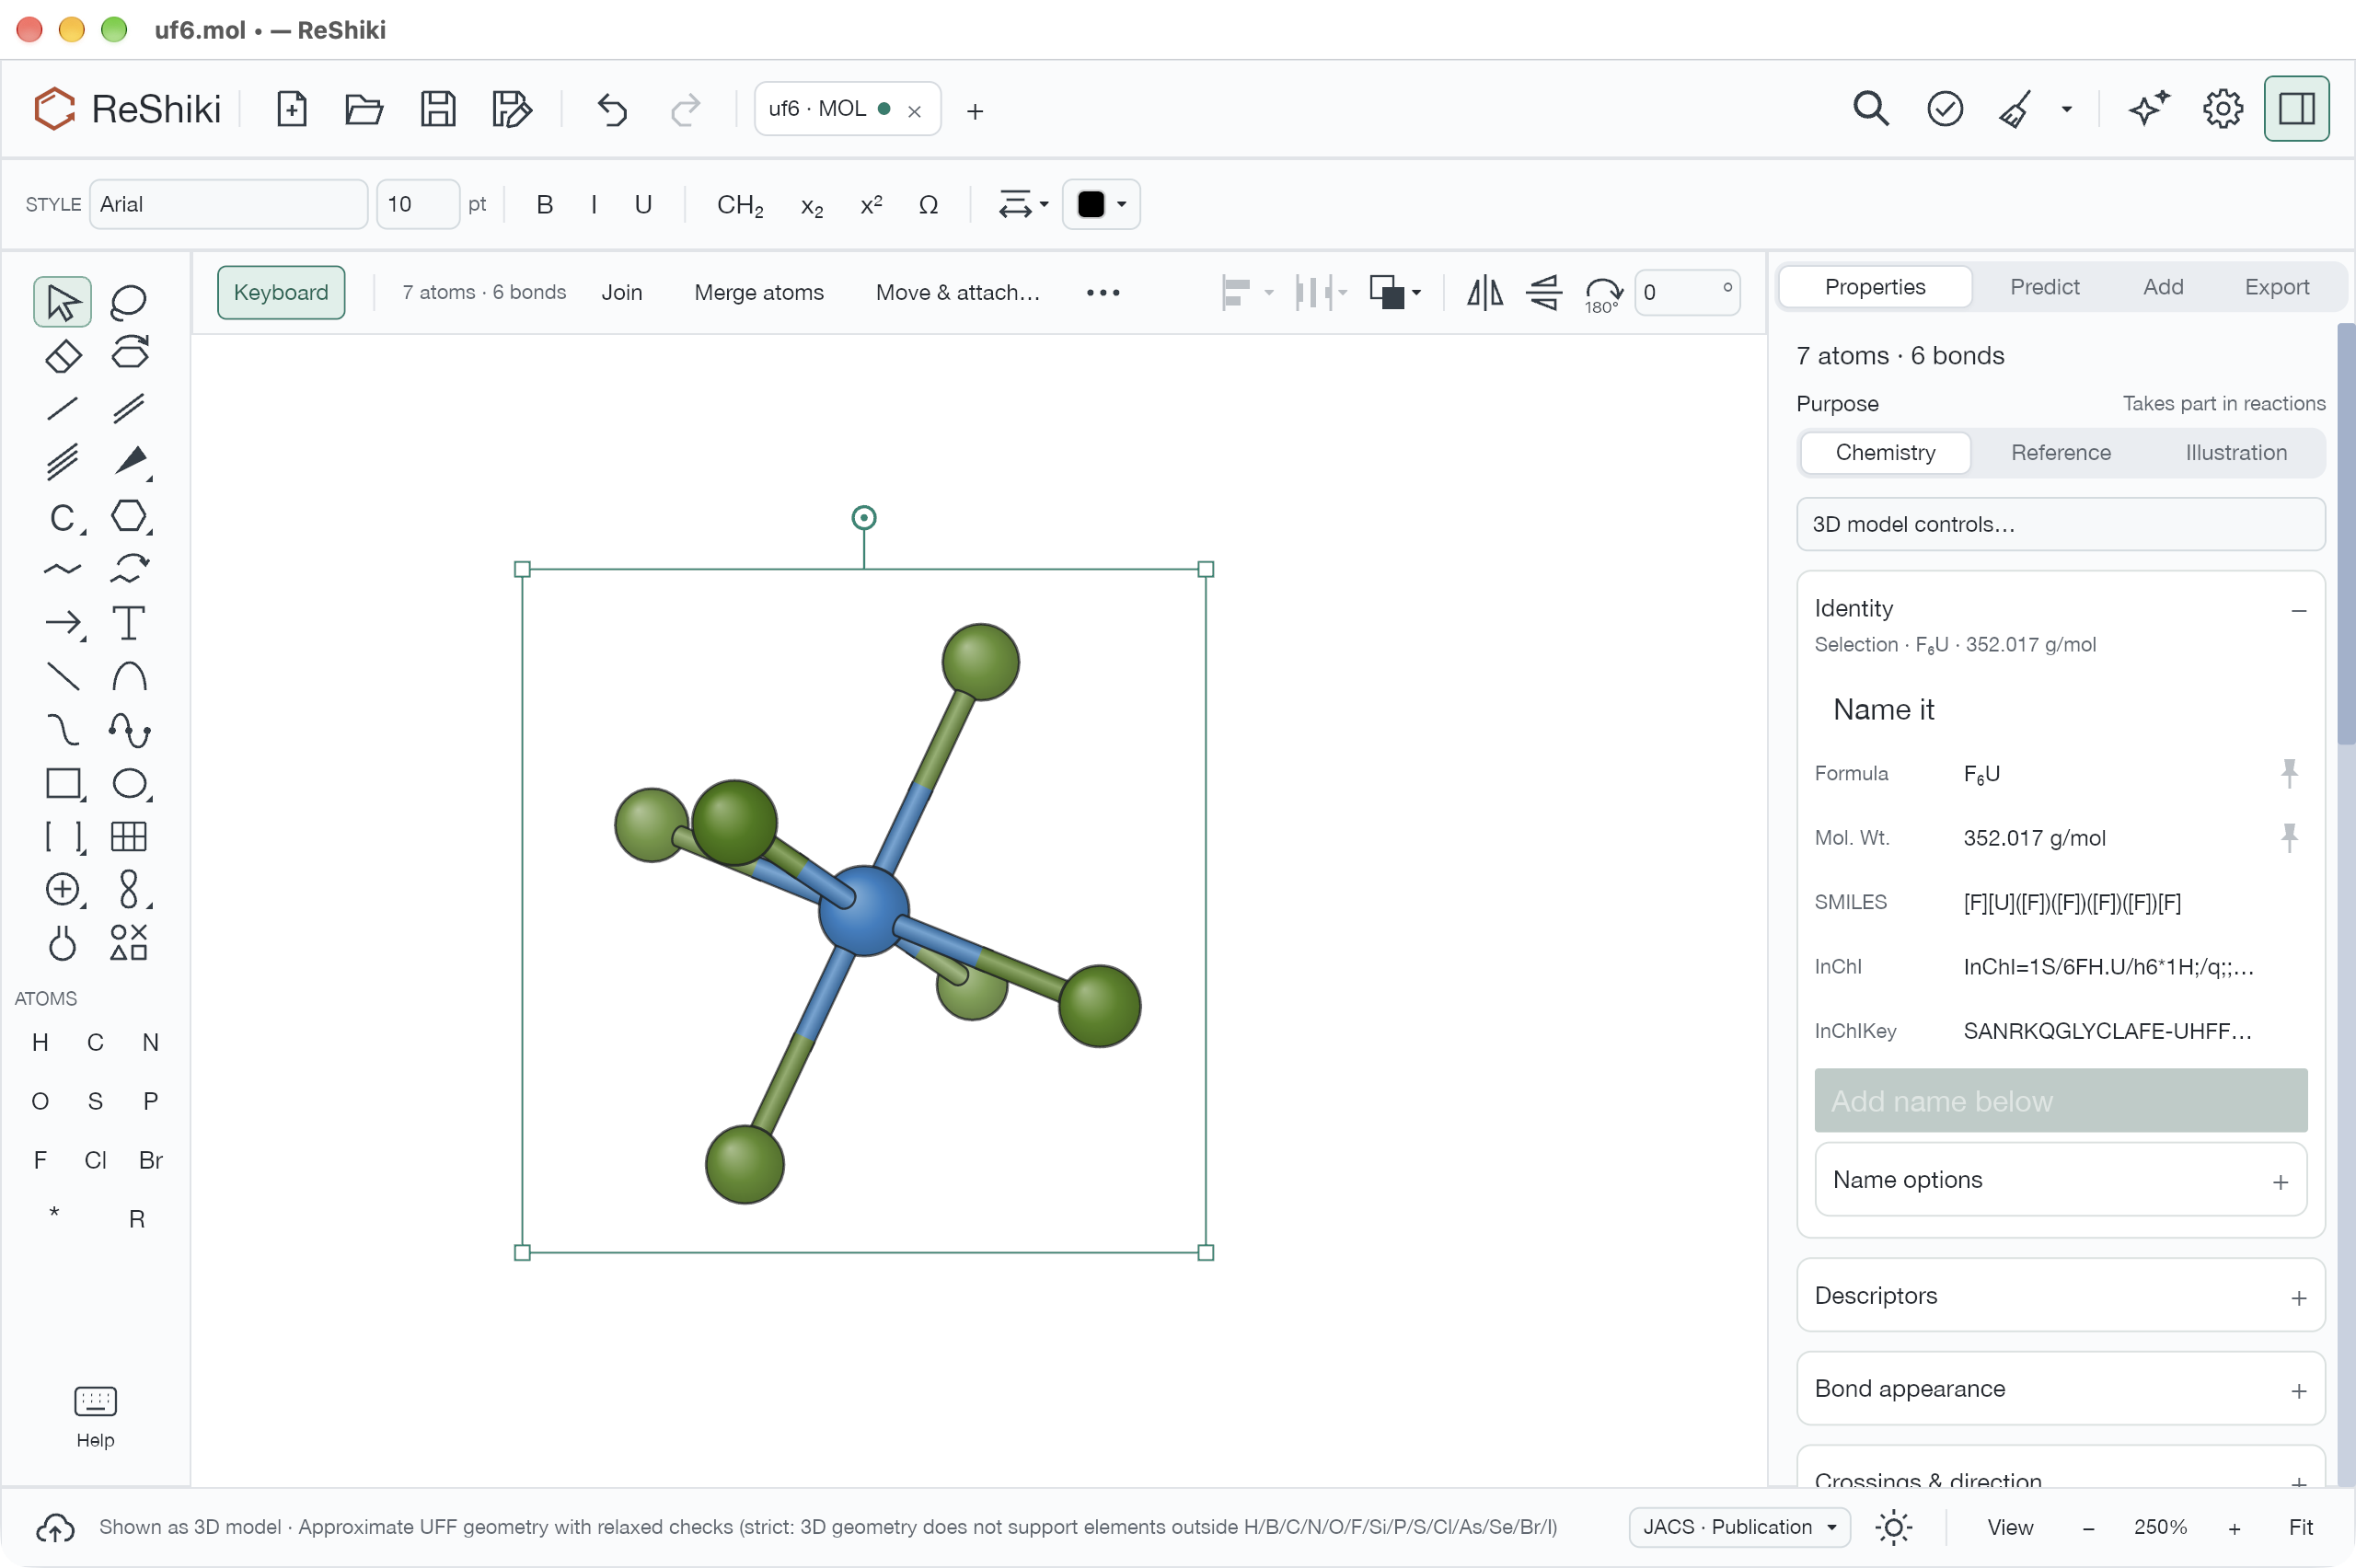 uf6.mol • — ReShiki
ReShiki
uf6 · MOL
STYLE Arial 10 pt B I U CH₂ x₂ x² Ω
Keyboard 7 atoms · 6 bonds Join Merge atoms Move & attach... 180° 0 °
Properties Predict Add Export
7 atoms · 6 bonds
Purpose Takes part in reactions
Chemistry Reference Illustration
3D model controls...
Identity
Selection · F₆U · 352.017 g/mol
Name it
Formula F₆U
Mol. Wt. 352.017 g/mol
SMILES [F][U]([F])([F])([F])([F])[F]
InChI InChI=1S/6FH.U/h6*1H;/q;;...
InChIKey SANRKQGLYCLAFE-UHFF...
Add name below
Name options
Descriptors
Bond appearance
Crossings & direction
C
T
ATOMS
H C N
O S P
F Cl Br
* R
Help
Shown as 3D model · Approximate UFF geometry with relaxed checks (strict: 3D geometry does not support elements outside H/B/C/N/O/F/Si/P/S/Cl/As/Se/Br/I)
JACS · Publication View − 250% + Fit